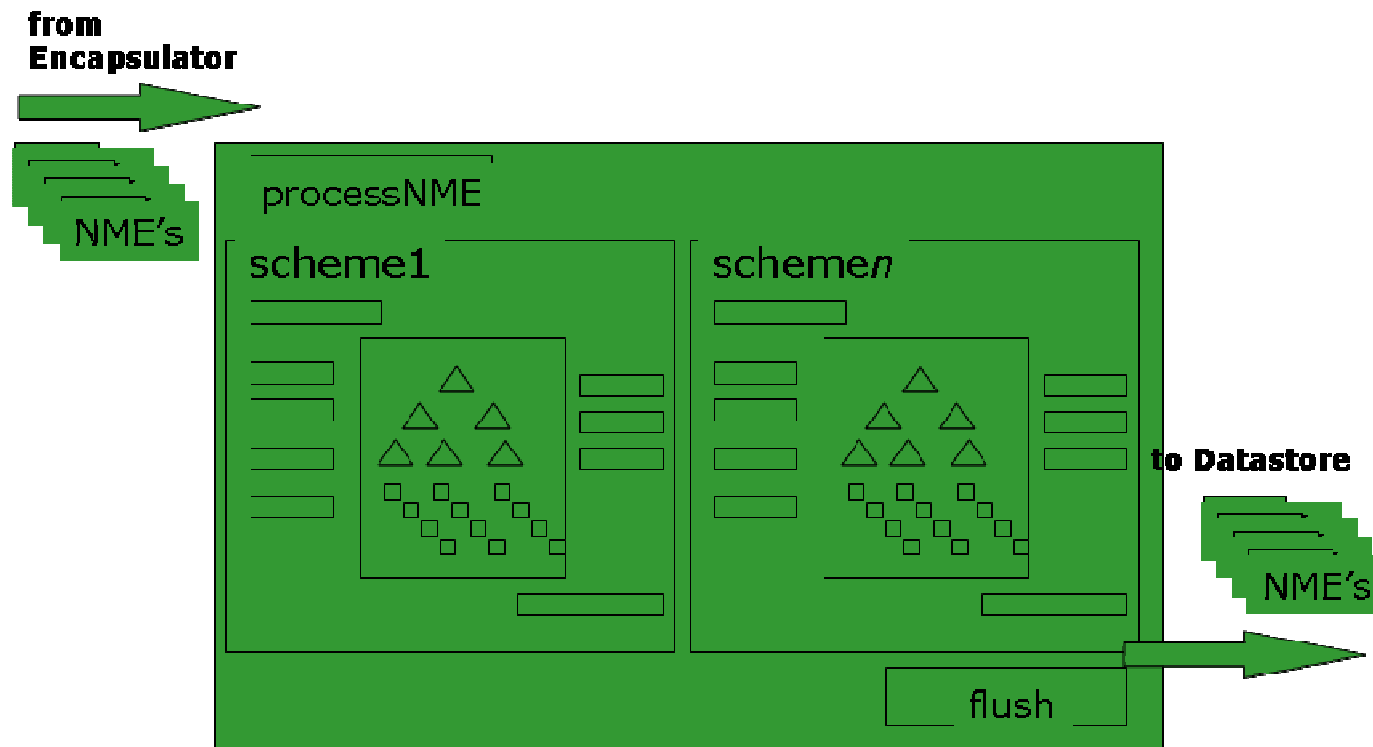 from
Encapsulator
NME's
processNME
scheme1
schemen
to Datastore
NME's
flush